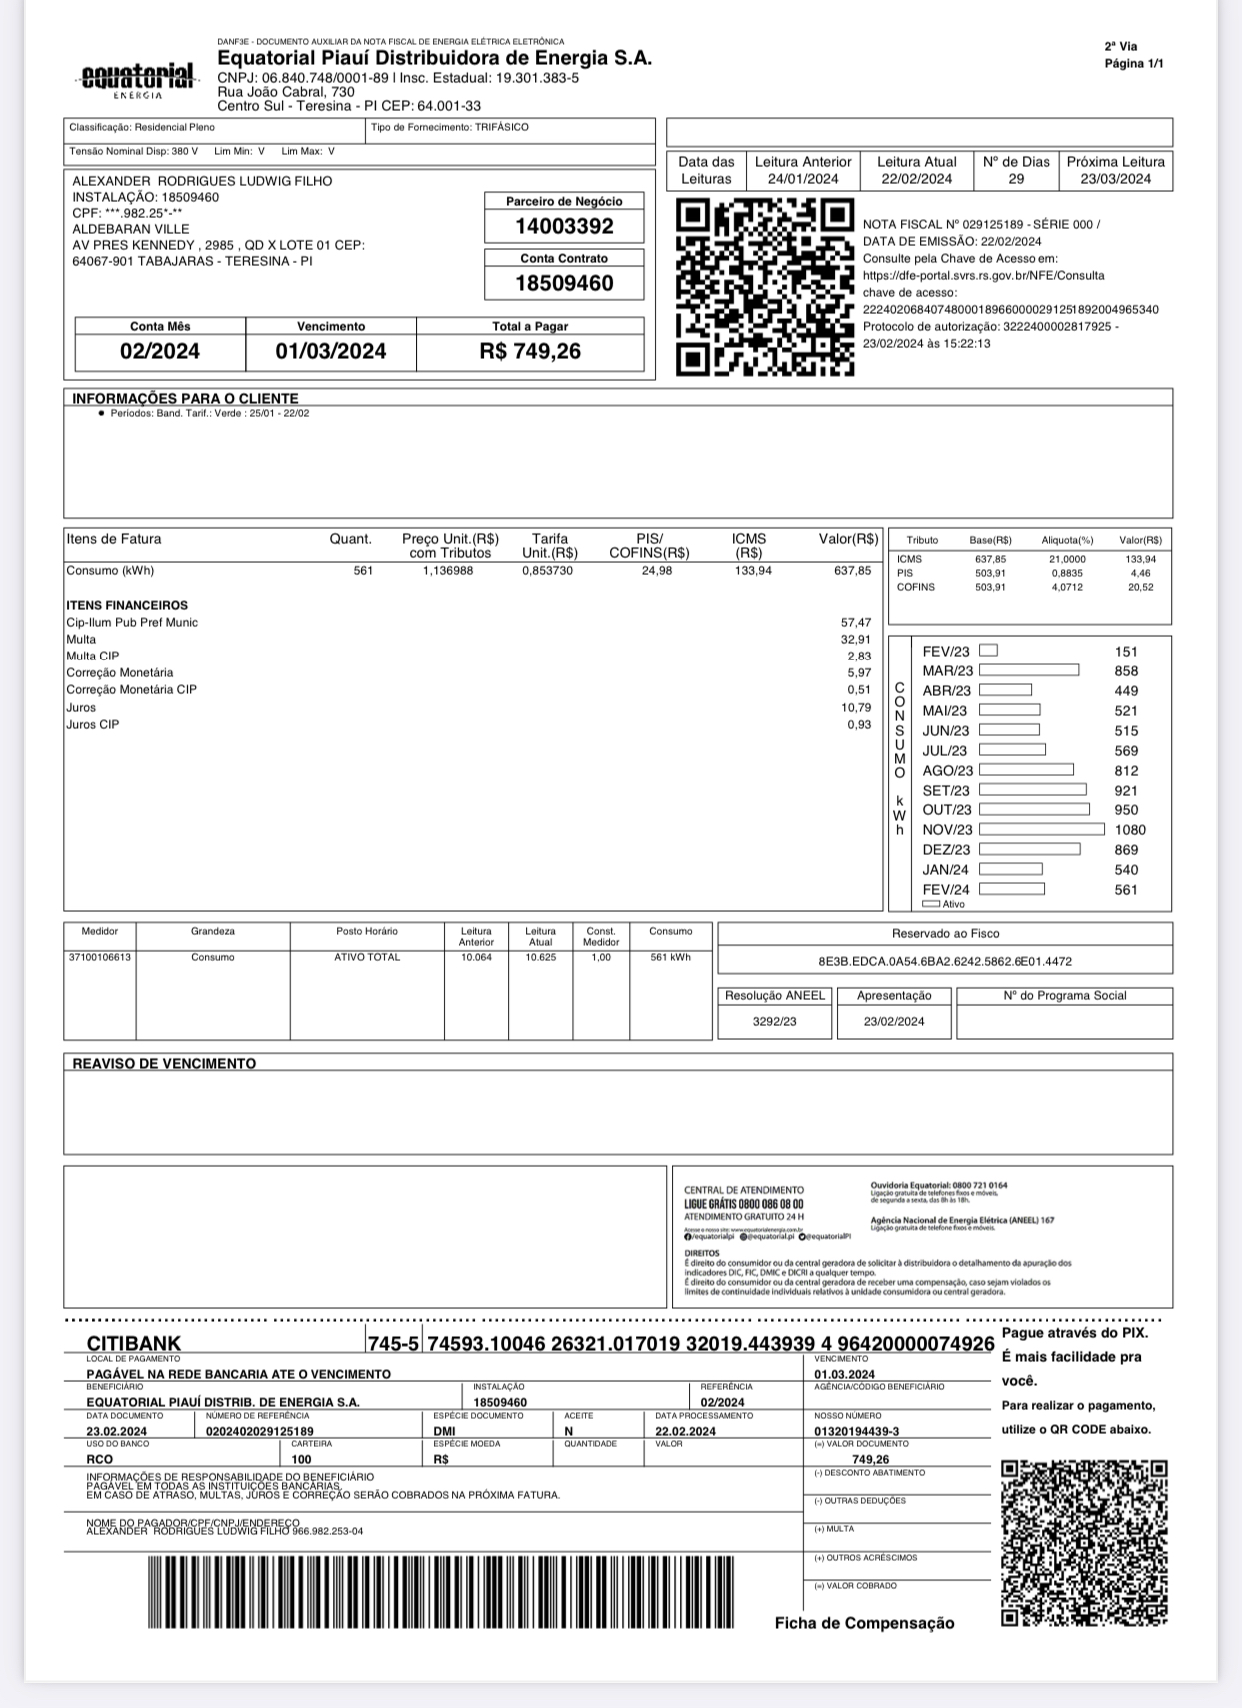 DANF3E - DOCUMENTO AUXILIAR DA NOTA FISCAL DE ENERGIA ELÉTRICA ELETRÔNICA
equatorial
ENERGIA
Equatorial Piauí Distribuidora de Energia S.A.
CNPJ: 06.840.748/0001-89 I Insc. Estadual: 19.301.383-5
Rua João Cabral, 730
Centro Sul - Teresina - PI CEP: 64.001-33
2ª Via
Página 1/1
Classificação: Residencial Pleno
Tipo de Fornecimento: TRIFÁSICO
Tensão Nominal Disp: 380 V Lim Min: V Lim Max: V
Data das Leituras
Leitura Anterior 24/01/2024
Leitura Atual 22/02/2024
Nº de Dias 29
Próxima Leitura 23/03/2024
ALEXANDER RODRIGUES LUDWIG FILHO
INSTALAÇÃO: 18509460
CPF: ***.982.25*-**
ALDEBARAN VILLE
AV PRES KENNEDY , 2985 , QD X LOTE 01 CEP:
64067-901 TABAJARAS - TERESINA - PI
Parceiro de Negócio
14003392
Conta Contrato
18509460
Conta Mês Vencimento Total a Pagar
02/2024 01/03/2024 R$ 749,26
NOTA FISCAL Nº 029125189 - SÉRIE 000 /
DATA DE EMISSÃO: 22/02/2024
Consulte pela Chave de Acesso em:
https://dfe-portal.svrs.rs.gov.br/NFE/Consulta
chave de acesso:
22240206840748000189660000291251892004965340
Protocolo de autorização: 3222400002817925 -
23/02/2024 às 15:22:13
INFORMAÇÕES PARA O CLIENTE
● Períodos: Band. Tarif.: Verde : 25/01 - 22/02
Itens de Fatura Quant. Preço Unit.(R$) com Tributos Tarifa Unit.(R$) PIS/ COFINS(R$) ICMS (R$) Valor(R$)
Consumo (kWh) 561 1,136988 0,853730 24,98 133,94 637,85
ITENS FINANCEIROS
Cip-Ilum Pub Pref Munic 57,47
Multa 32,91
Multa CIP 2,83
Correção Monetária 5,97
Correção Monetária CIP 0,51
Juros 10,79
Juros CIP 0,93
Tributo Base(R$) Aliquota(%) Valor(R$)
ICMS 637,85 21,0000 133,94
PIS 503,91 0,8835 4,46
COFINS 503,91 4,0712 20,52
CONSUMO kWh
FEV/23 151
MAR/23 858
ABR/23 449
MAI/23 521
JUN/23 515
JUL/23 569
AGO/23 812
SET/23 921
OUT/23 950
NOV/23 1080
DEZ/23 869
JAN/24 540
FEV/24 561
Ativo
Medidor Grandeza Posto Horário Leitura Anterior Leitura Atual Const. Medidor Consumo
37100106613 Consumo ATIVO TOTAL 10.064 10.625 1,00 561 kWh
Reservado ao Fisco
8E3B.EDCA.0A54.6BA2.6242.5862.6E01.4472
Resolução ANEEL Apresentação Nº do Programa Social
3292/23 23/02/2024
REAVISO DE VENCIMENTO
CENTRAL DE ATENDIMENTO
LIGUE GRÁTIS 0800 086 08 00
ATENDIMENTO GRATUITO 24 H
Acesse o nosso site: www.equatorialenergia.com.br
/equatorialpi @equatorial.pi @equatorialPI
Ouvidoria Equatorial: 0800 721 0164
Ligação gratuita de telefones fixos e móveis,
de segunda a sexta, das 8h às 18h.
Agência Nacional de Energia Elétrica (ANEEL) 167
Ligação gratuita de telefone fixos e móveis.
DIREITOS
É direito do consumidor ou da central geradora de solicitar à distribuidora o detalhamento da apuração dos
indicadores DIC, FIC, DMIC e DICRI a qualquer tempo.
É direito do consumidor ou da central geradora de receber uma compensação, caso sejam violados os
limites de continuidade individuais relativos à unidade consumidora ou central geradora.
CITIBANK 745-5 74593.10046 26321.017019 32019.443939 4 96420000074926
LOCAL DE PAGAMENTO
PAGÁVEL NA REDE BANCARIA ATE O VENCIMENTO
VENCIMENTO
01.03.2024
BENEFICIÁRIO INSTALAÇÃO REFERÊNCIA AGÊNCIA/CÓDIGO BENEFICIÁRIO
EQUATORIAL PIAUÍ DISTRIB. DE ENERGIA S.A. 18509460 02/2024
DATA DOCUMENTO NÚMERO DE REFERÊNCIA ESPÉCIE DOCUMENTO ACEITE DATA PROCESSAMENTO NOSSO NÚMERO
23.02.2024 0202402029125189 DMI N 22.02.2024 01320194439-3
USO DO BANCO CARTEIRA ESPÉCIE MOEDA QUANTIDADE VALOR (=) VALOR DOCUMENTO
RCO 100 R$ 749,26
INFORMAÇÕES DE RESPONSABILIDADE DO BENEFICIÁRIO
PAGÁVEL EM TODAS AS INSTITUIÇÕES BANCÁRIAS.
EM CASO DE ATRASO, MULTAS, JUROS E CORREÇÃO SERÃO COBRADOS NA PRÓXIMA FATURA.
(-) DESCONTO ABATIMENTO
(-) OUTRAS DEDUÇÕES
NOME DO PAGADOR/CPF/CNPJ/ENDEREÇO
ALEXANDER RODRIGUES LUDWIG FILHO 966.982.253-04
(+) MULTA
(+) OUTROS ACRÉSCIMOS
(=) VALOR COBRADO
Ficha de Compensação
Pague através do PIX.
É mais facilidade pra
você.
Para realizar o pagamento,
utilize o QR CODE abaixo.